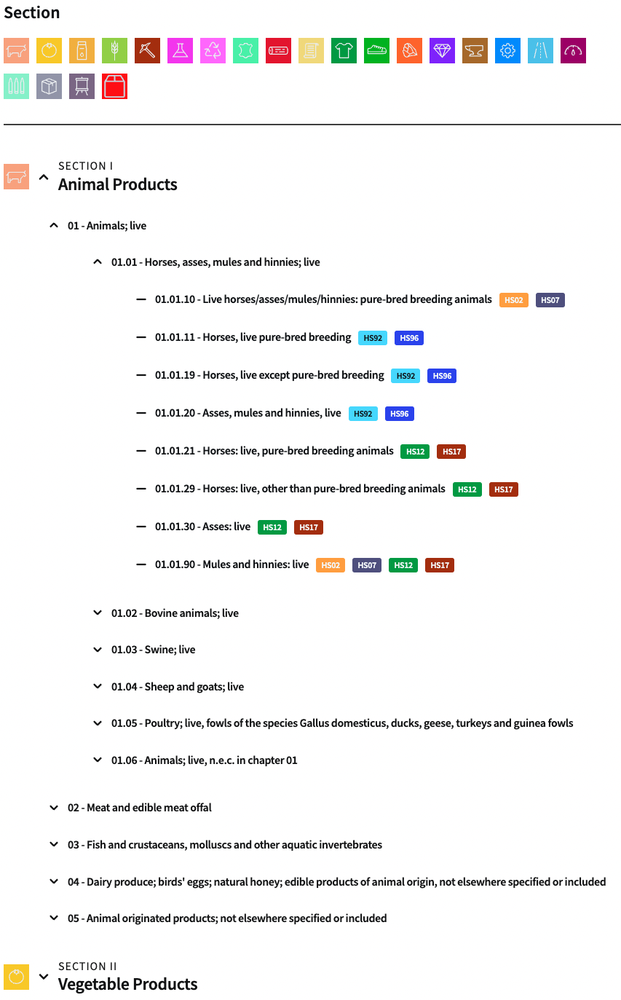 Section
SECTION I
Animal Products
01 - Animals; live
01.01 - Horses, asses, mules and hinnies; live
01.01.10 - Live horses/asses/mules/hinnies: pure-bred breeding animals HS02 HS07
01.01.11 - Horses, live pure-bred breeding HS92 HS96
01.01.19 - Horses, live except pure-bred breeding HS92 HS96
01.01.20 - Asses, mules and hinnies, live HS92 HS96
01.01.21 - Horses: live, pure-bred breeding animals HS12 HS17
01.01.29 - Horses: live, other than pure-bred breeding animals HS12 HS17
01.01.30 - Asses: live HS12 HS17
01.01.90 - Mules and hinnies: live HS02 HS07 HS12 HS17
01.02 - Bovine animals; live
01.03 - Swine; live
01.04 - Sheep and goats; live
01.05 - Poultry; live, fowls of the species Gallus domesticus, ducks, geese, turkeys and guinea fowls
01.06 - Animals; live, n.e.c. in chapter 01
02 - Meat and edible meat offal
03 - Fish and crustaceans, molluscs and other aquatic invertebrates
04 - Dairy produce; birds' eggs; natural honey; edible products of animal origin, not elsewhere specified or included
05 - Animal originated products; not elsewhere specified or included
SECTION II
Vegetable Products